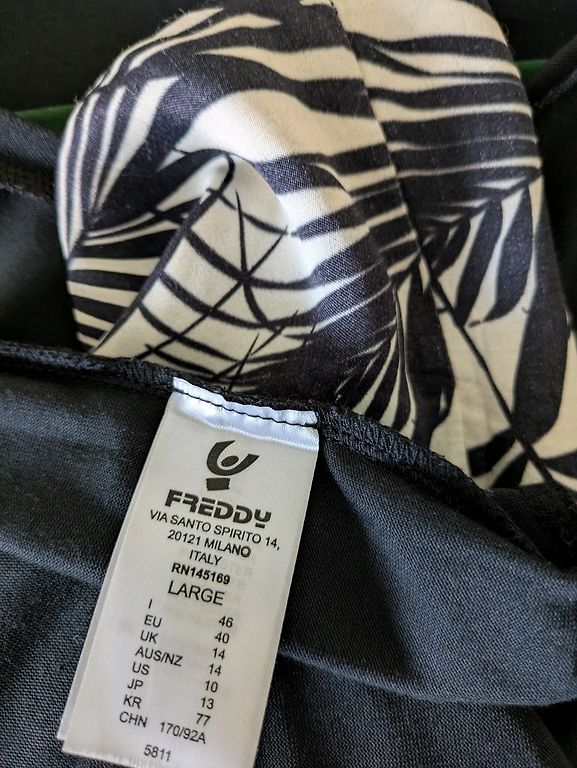 FREDDY
VIA SANTO SPIRITO 14,
20121 MILANO
ITALY
RN145169
LARGE
I 46
EU 40
UK 14
AUS/NZ 14
US 10
JP 13
KR 77
CHN 170/92A
5811